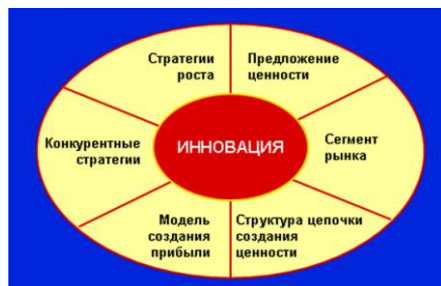 Стратегии
роста
Предложение
ценности
Конкурентные
стратегии
ИННОВАЦИЯ
Сегмент
рынка
Модель
создания
прибыли
Структура цепочки
создания
ценности